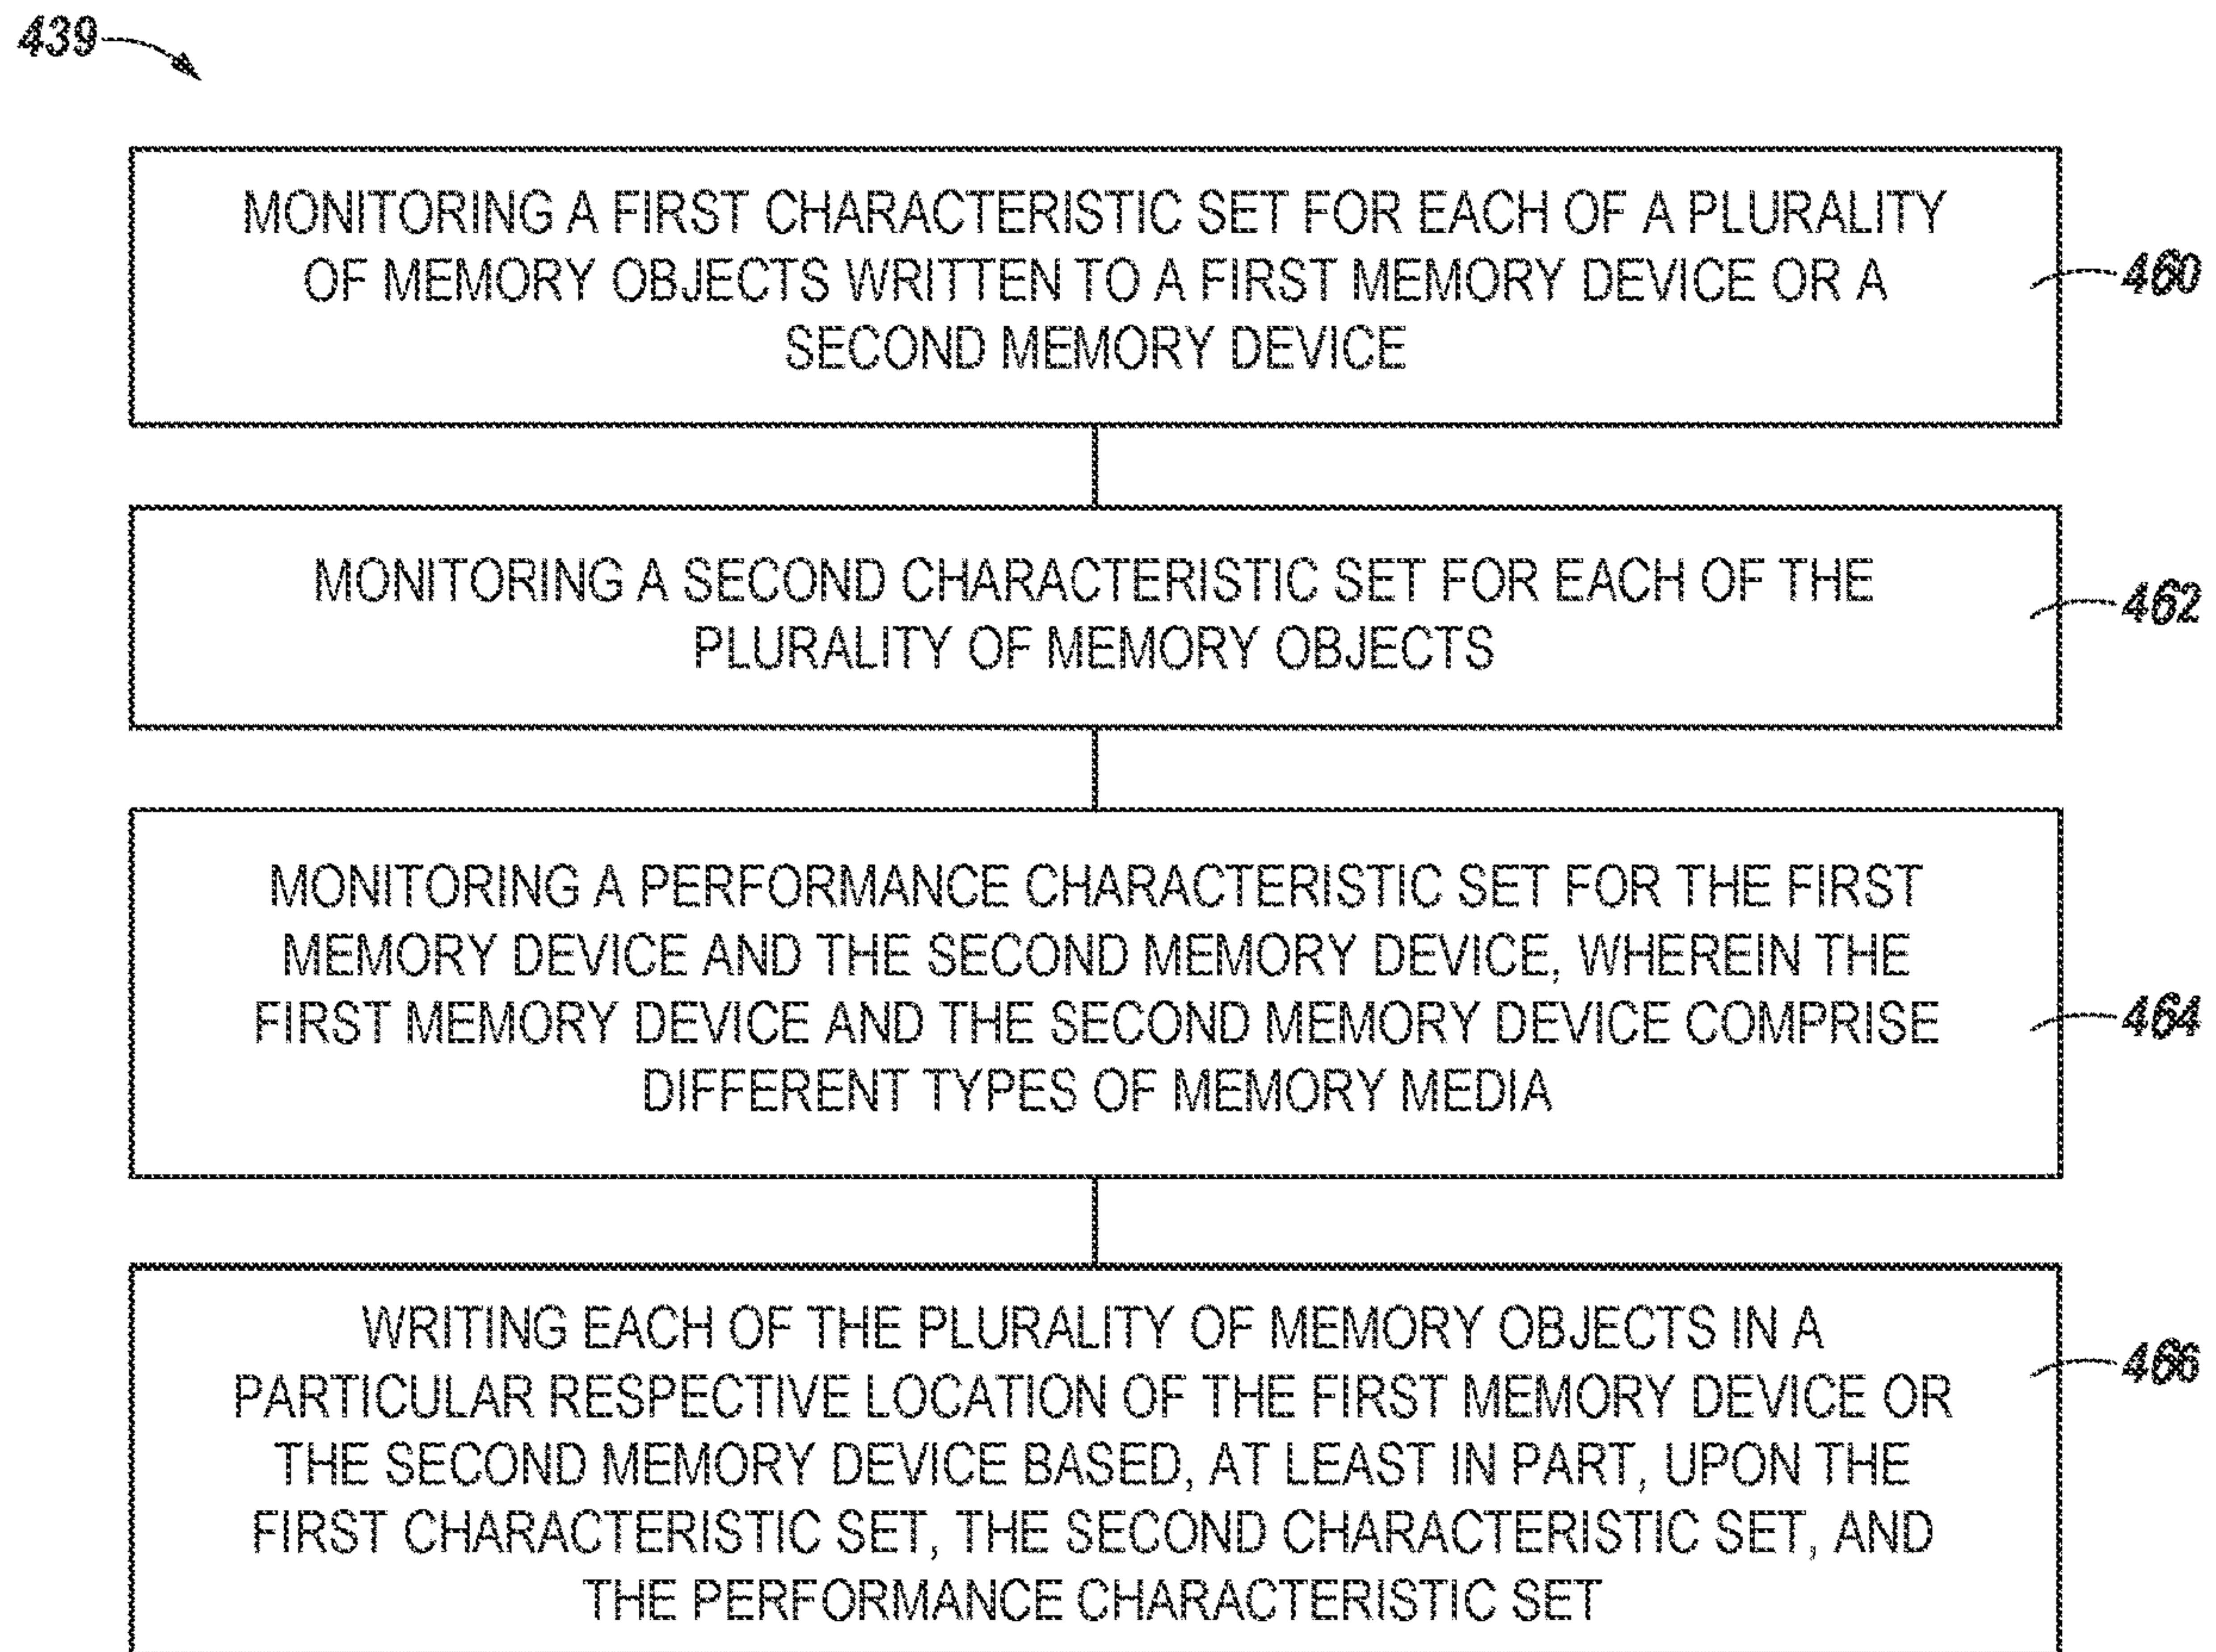 439
MONITORING A FIRST CHARACTERISTIC SET FOR EACH OF A PLURALITY
OF MEMORY OBJECTS WRITTEN TO A FIRST MEMORY DEVICE OR A
SECOND MEMORY DEVICE
460
MONITORING A SECOND CHARACTERISTIC SET FOR EACH OF THE
PLURALITY OF MEMORY OBJECTS
462
MONITORING A PERFORMANCE CHARACTERISTIC SET FOR THE FIRST
MEMORY DEVICE AND THE SECOND MEMORY DEVICE, WHEREIN THE
FIRST MEMORY DEVICE AND THE SECOND MEMORY DEVICE COMPRISE
DIFFERENT TYPES OF MEMORY MEDIA
464
WRITING EACH OF THE PLURALITY OF MEMORY OBJECTS IN A
PARTICULAR RESPECTIVE LOCATION OF THE FIRST MEMORY DEVICE OR
THE SECOND MEMORY DEVICE BASED, AT LEAST IN PART, UPON THE
FIRST CHARACTERISTIC SET, THE SECOND CHARACTERISTIC SET, AND
THE PERFORMANCE CHARACTERISTIC SET
466